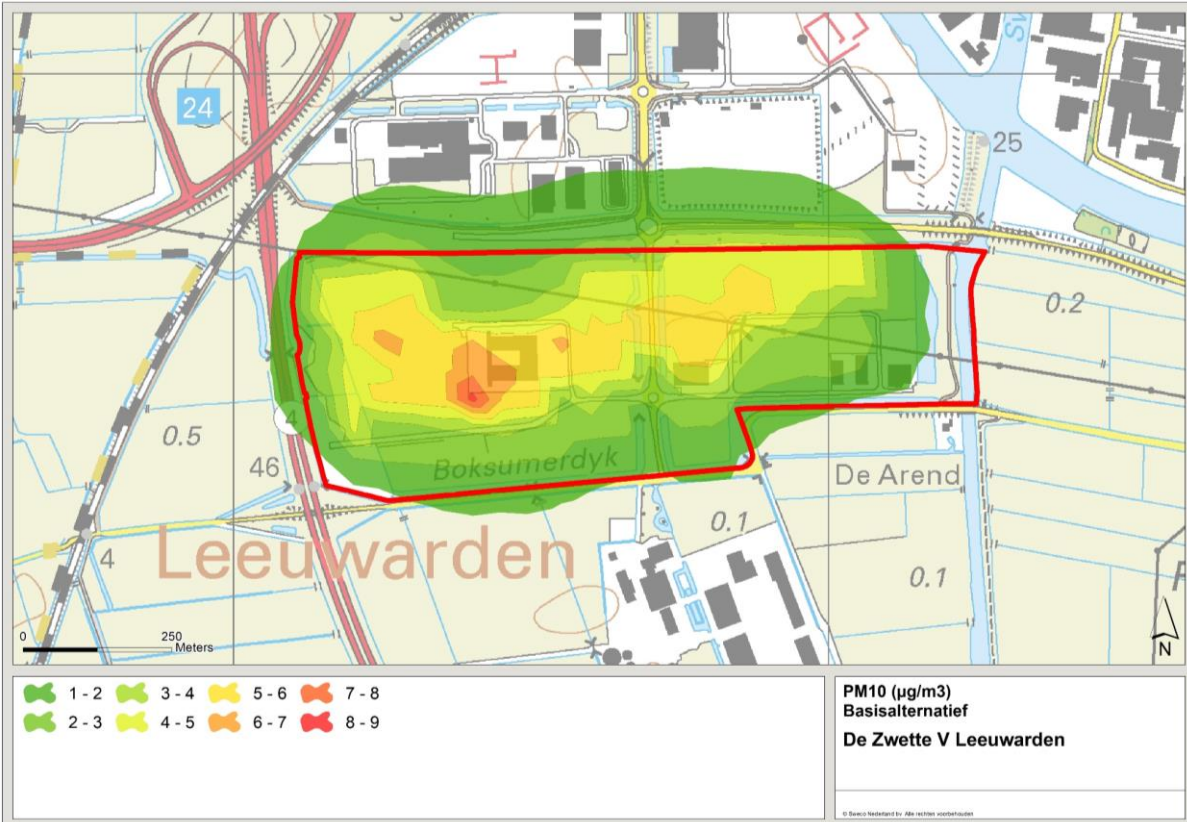 H
Sv
24
25
0.2
0.5
46
Boksumerdyk
De Arend
Leeuwarden
0.1
4
0.1
0 250
Meters
N
1 - 2 3 - 4 5 - 6 7 - 8
2 - 3 4 - 5 6 - 7 8 - 9
PM10 (µg/m3)
Basisalternatief
De Zwette V Leeuwarden
© Sweco Nederland bv Alle rechten voorbehouden